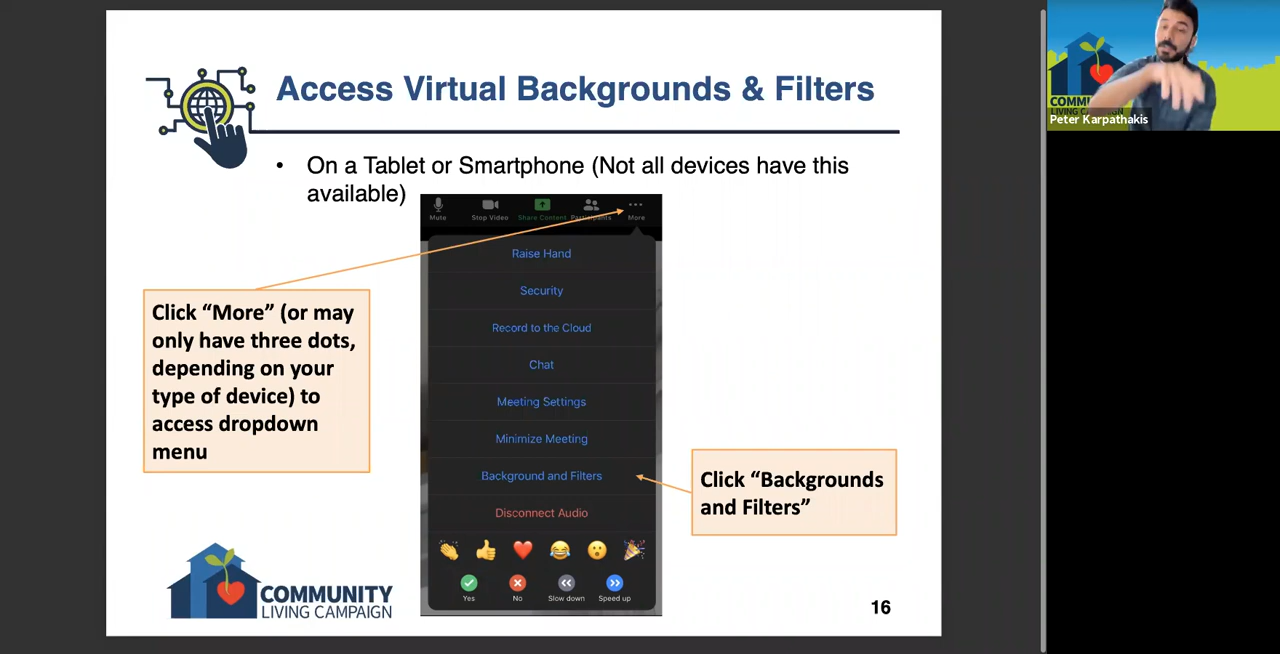 Access Virtual Backgrounds & Filters
• On a Tablet or Smartphone (Not all devices have this
available)
Mute
Stop Video
Share Content
Participants
More
Raise Hand
Security
Record to the Cloud
Chat
Meeting Settings
Minimize Meeting
Background and Filters
Disconnect Audio
Yes
No
Slow down
Speed up
Click “More” (or may
only have three dots,
depending on your
type of device) to
access dropdown
menu
Click “Backgrounds
and Filters”
COMMUNITY
LIVING CAMPAIGN
16
COMMU
LIVING CAMPAIGN
Peter Karpathakis